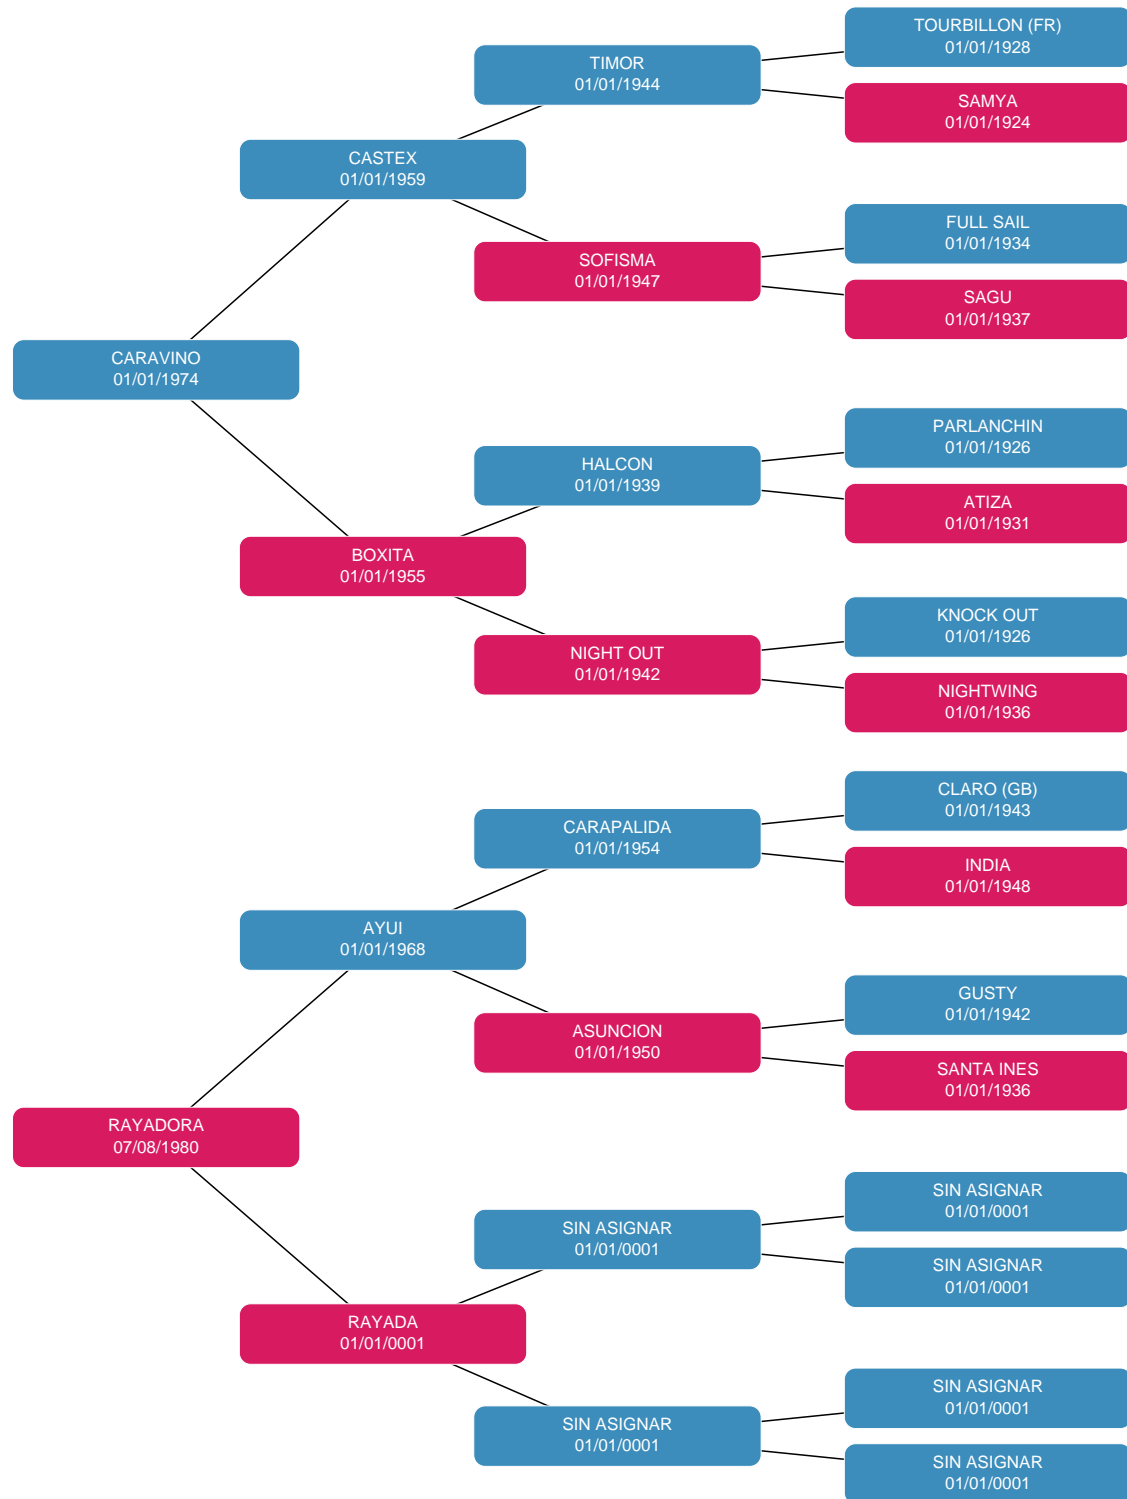 TOURBILLON (FR)
01/01/1928
TIMOR
01/01/1944
SAMYA
01/01/1924
CASTEX
01/01/1959
FULL SAIL
01/01/1934
SOFISMA
01/01/1947
SAGU
01/01/1937
CARAVINO
01/01/1974
PARLANCHIN
01/01/1926
HALCON
01/01/1939
ATIZA
01/01/1931
BOXITA
01/01/1955
KNOCK OUT
01/01/1926
NIGHT OUT
01/01/1942
NIGHTWING
01/01/1936
CLARO (GB)
01/01/1943
CARAPALIDA
01/01/1954
INDIA
01/01/1948
AYUI
01/01/1968
GUSTY
01/01/1942
ASUNCION
01/01/1950
SANTA INES
01/01/1936
RAYADORA
07/08/1980
SIN ASIGNAR
01/01/0001
SIN ASIGNAR
01/01/0001
SIN ASIGNAR
01/01/0001
RAYADA
01/01/0001
SIN ASIGNAR
01/01/0001
SIN ASIGNAR
01/01/0001
SIN ASIGNAR
01/01/0001